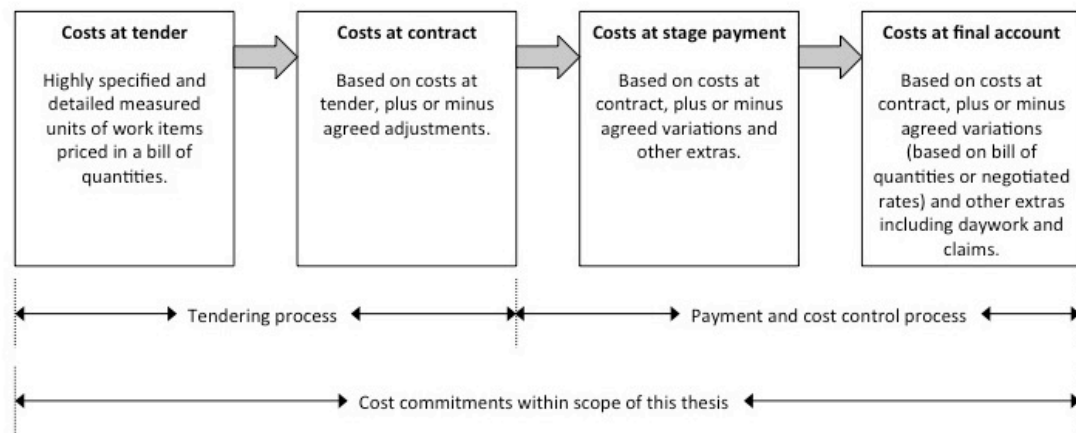 Costs at tender
Highly specified and
detailed measured
units of work items
priced in a bill of
quantities.
Costs at contract
Based on costs at
tender, plus or minus
agreed adjustments.
Costs at stage payment
Based on costs at
contract, plus or minus
agreed variations and
other extras.
Costs at final account
Based on costs at
contract, plus or minus
agreed variations
(based on bill of
quantities or negotiated
rates) and other extras
including daywork and
claims.
Tendering process
Payment and cost control process
Cost commitments within scope of this thesis